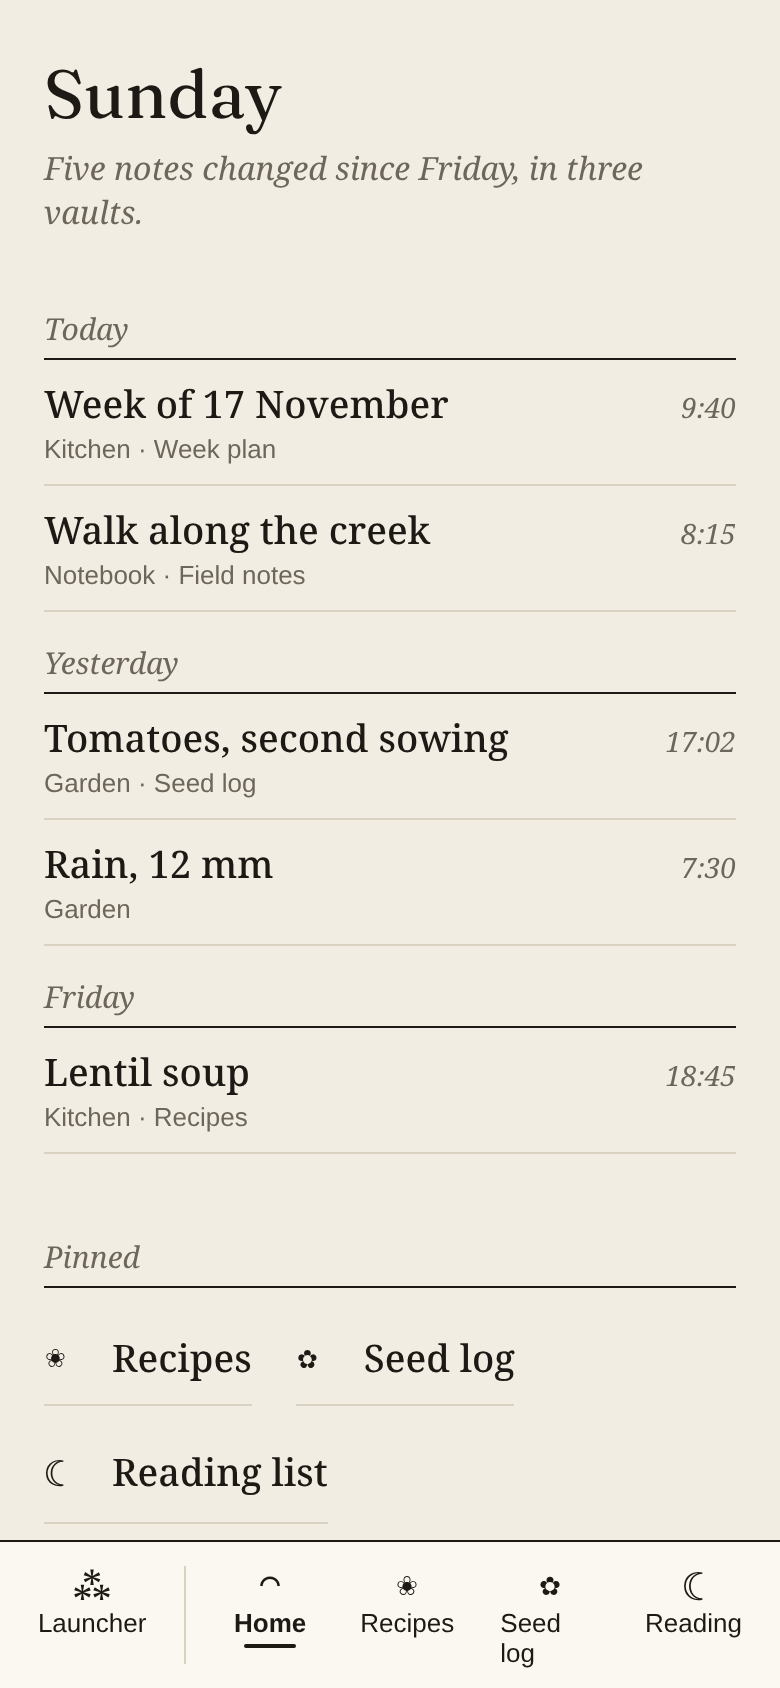 Sunday
Five notes changed since Friday, in three
vaults.
Today
Week of 17 November 9:40
Kitchen · Week plan
Walk along the creek 8:15
Notebook · Field notes
Yesterday
Tomatoes, second sowing 17:02
Garden · Seed log
Rain, 12 mm 7:30
Garden
Friday
Lentil soup 18:45
Kitchen · Recipes
Pinned
❀ Recipes ✿ Seed log
☾ Reading list
⁂ ◠ ❀ ✿ ☾
Launcher Home Recipes Seed Reading
log